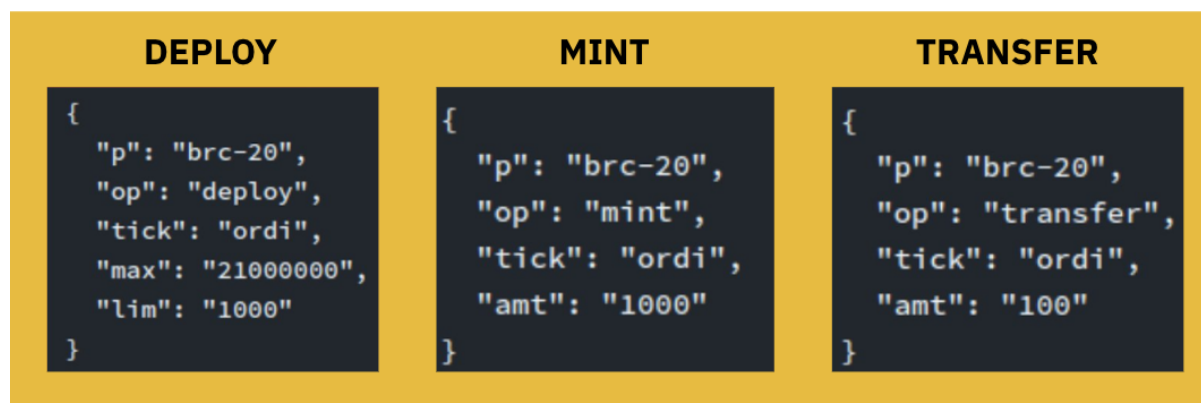 DEPLOY
{
"p": "brc-20",
"op": "deploy",
"tick": "ordi",
"max": "21000000",
"lim": "1000"
}
MINT
{
"p": "brc-20",
"op": "mint",
"tick": "ordi",
"amt": "1000"
}
TRANSFER
{
"p": "brc-20",
"op": "transfer",
"tick": "ordi",
"amt": "100"
}